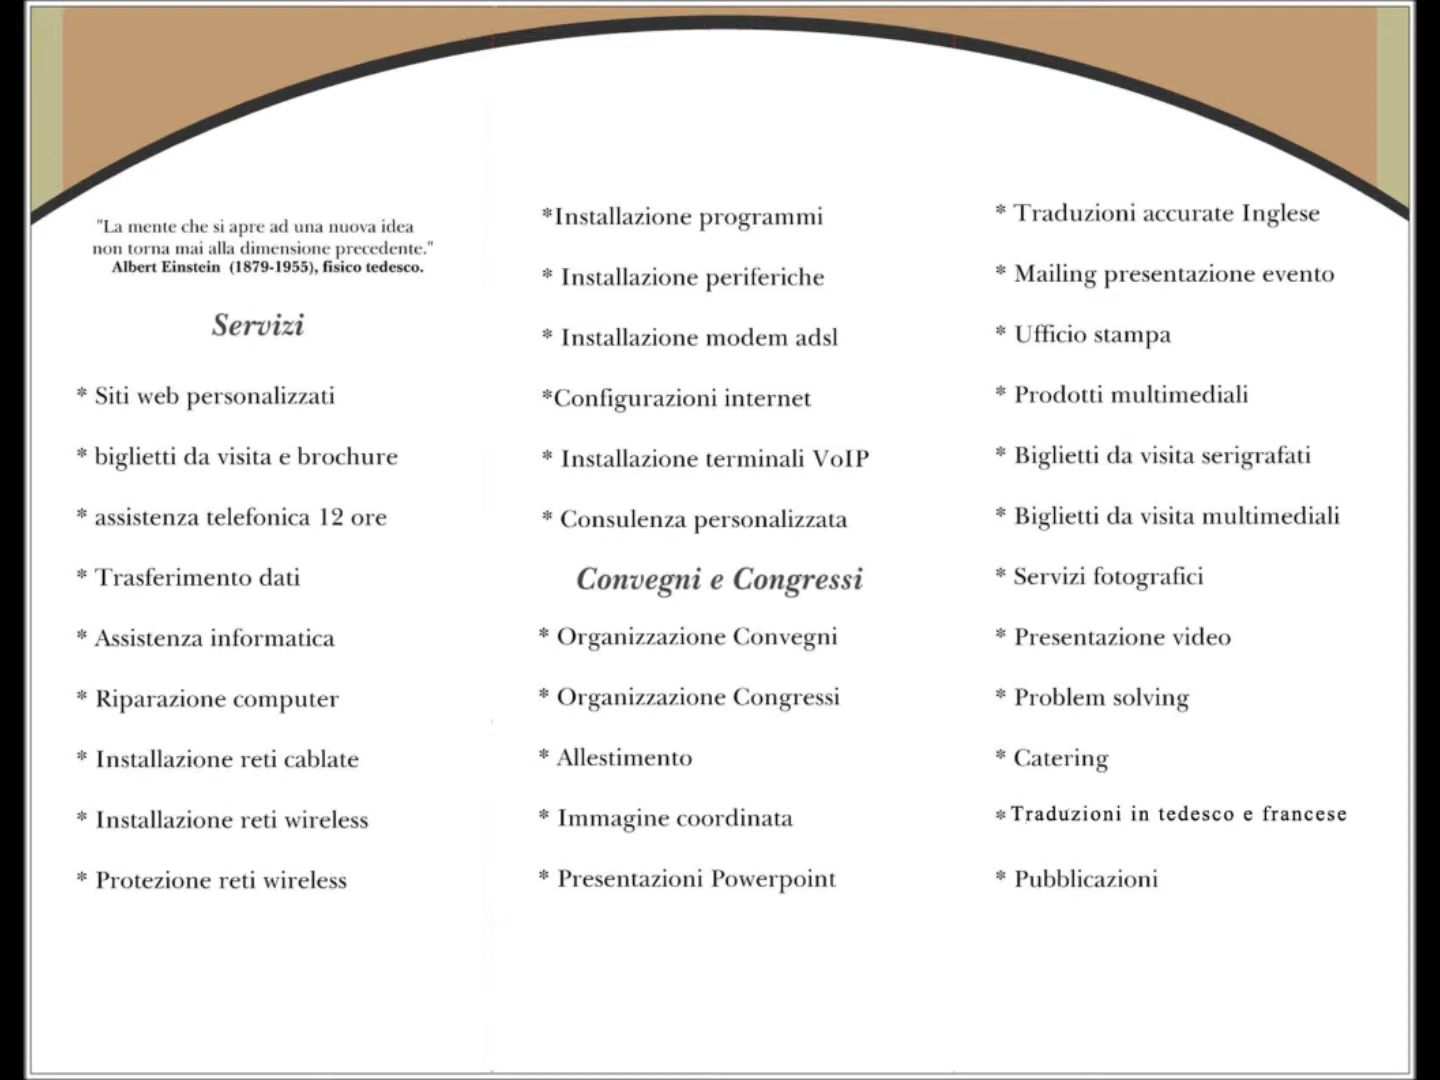 "La mente che si apre ad una nuova idea
non torna mai alla dimensione precedente."
Albert Einstein (1879-1955), fisico tedesco.
Servizi
* Siti web personalizzati
* biglietti da visita e brochure
* assistenza telefonica 12 ore
* Trasferimento dati
* Assistenza informatica
* Riparazione computer
* Installazione reti cablate
* Installazione reti wireless
* Protezione reti wireless
*Installazione programmi
* Installazione periferiche
* Installazione modem adsl
*Configurazioni internet
* Installazione terminali VoIP
* Consulenza personalizzata
Convegni e Congressi
* Organizzazione Convegni
* Organizzazione Congressi
* Allestimento
* Immagine coordinata
* Presentazioni Powerpoint
* Traduzioni accurate Inglese
* Mailing presentazione evento
* Ufficio stampa
* Prodotti multimediali
* Biglietti da visita serigrafati
* Biglietti da visita multimediali
* Servizi fotografici
* Presentazione video
* Problem solving
* Catering
* Traduzioni in tedesco e francese
* Pubblicazioni